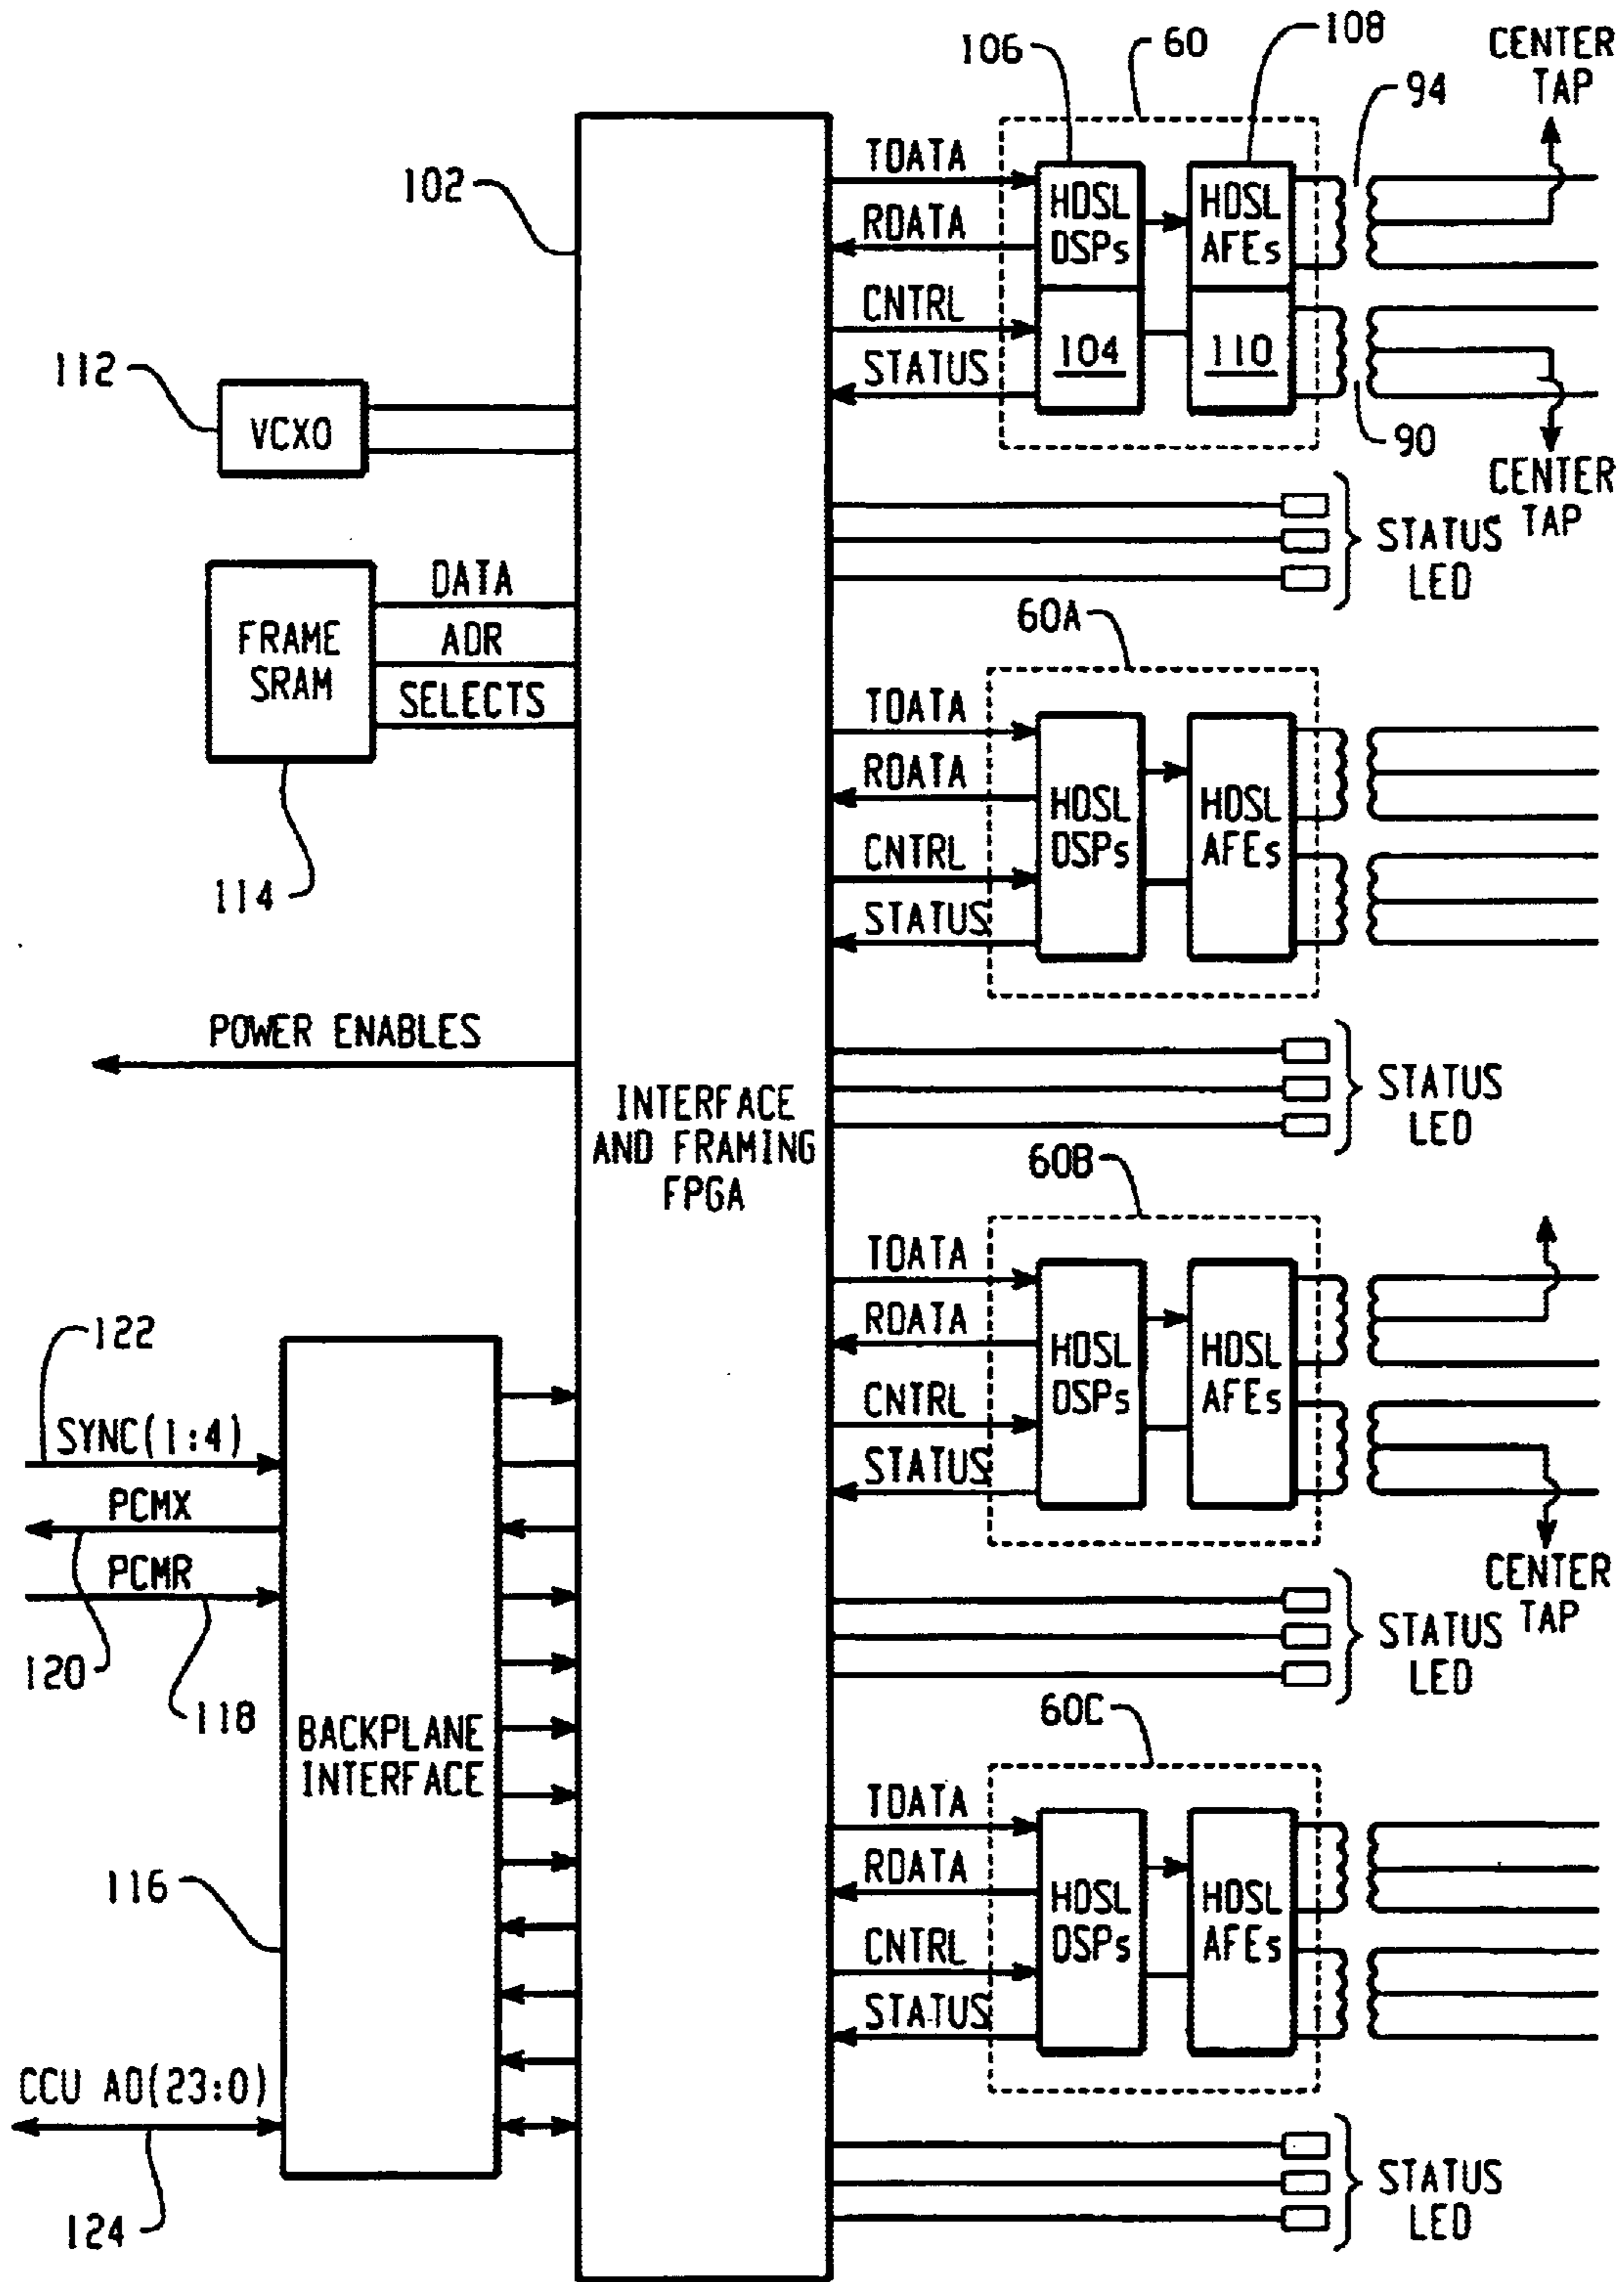 106
60
108
CENTER
TAP
94
102
TDATA
RDATA
CNTRL
STATUS
HDSL
DSPs
HDSL
AFEs
104
110
90
CENTER
TAP
112
VCXO
STATUS
LED
FRAME
SRAM
DATA
ADR
SELECTS
114
60A
TDATA
RDATA
CNTRL
STATUS
HDSL
DSPs
HDSL
AFEs
POWER ENABLES
STATUS
LED
INTERFACE
AND FRAMING
FPGA
60B
TDATA
RDATA
CNTRL
STATUS
HDSL
DSPs
HDSL
AFEs
CENTER
TAP
STATUS
LED
122
SYNC(1:4)
PCMX
PCMR
120
118
BACKPLANE
INTERFACE
116
CCU AD(23:0)
124
60C
TDATA
RDATA
CNTRL
STATUS
HDSL
DSPs
HDSL
AFEs
STATUS
LED